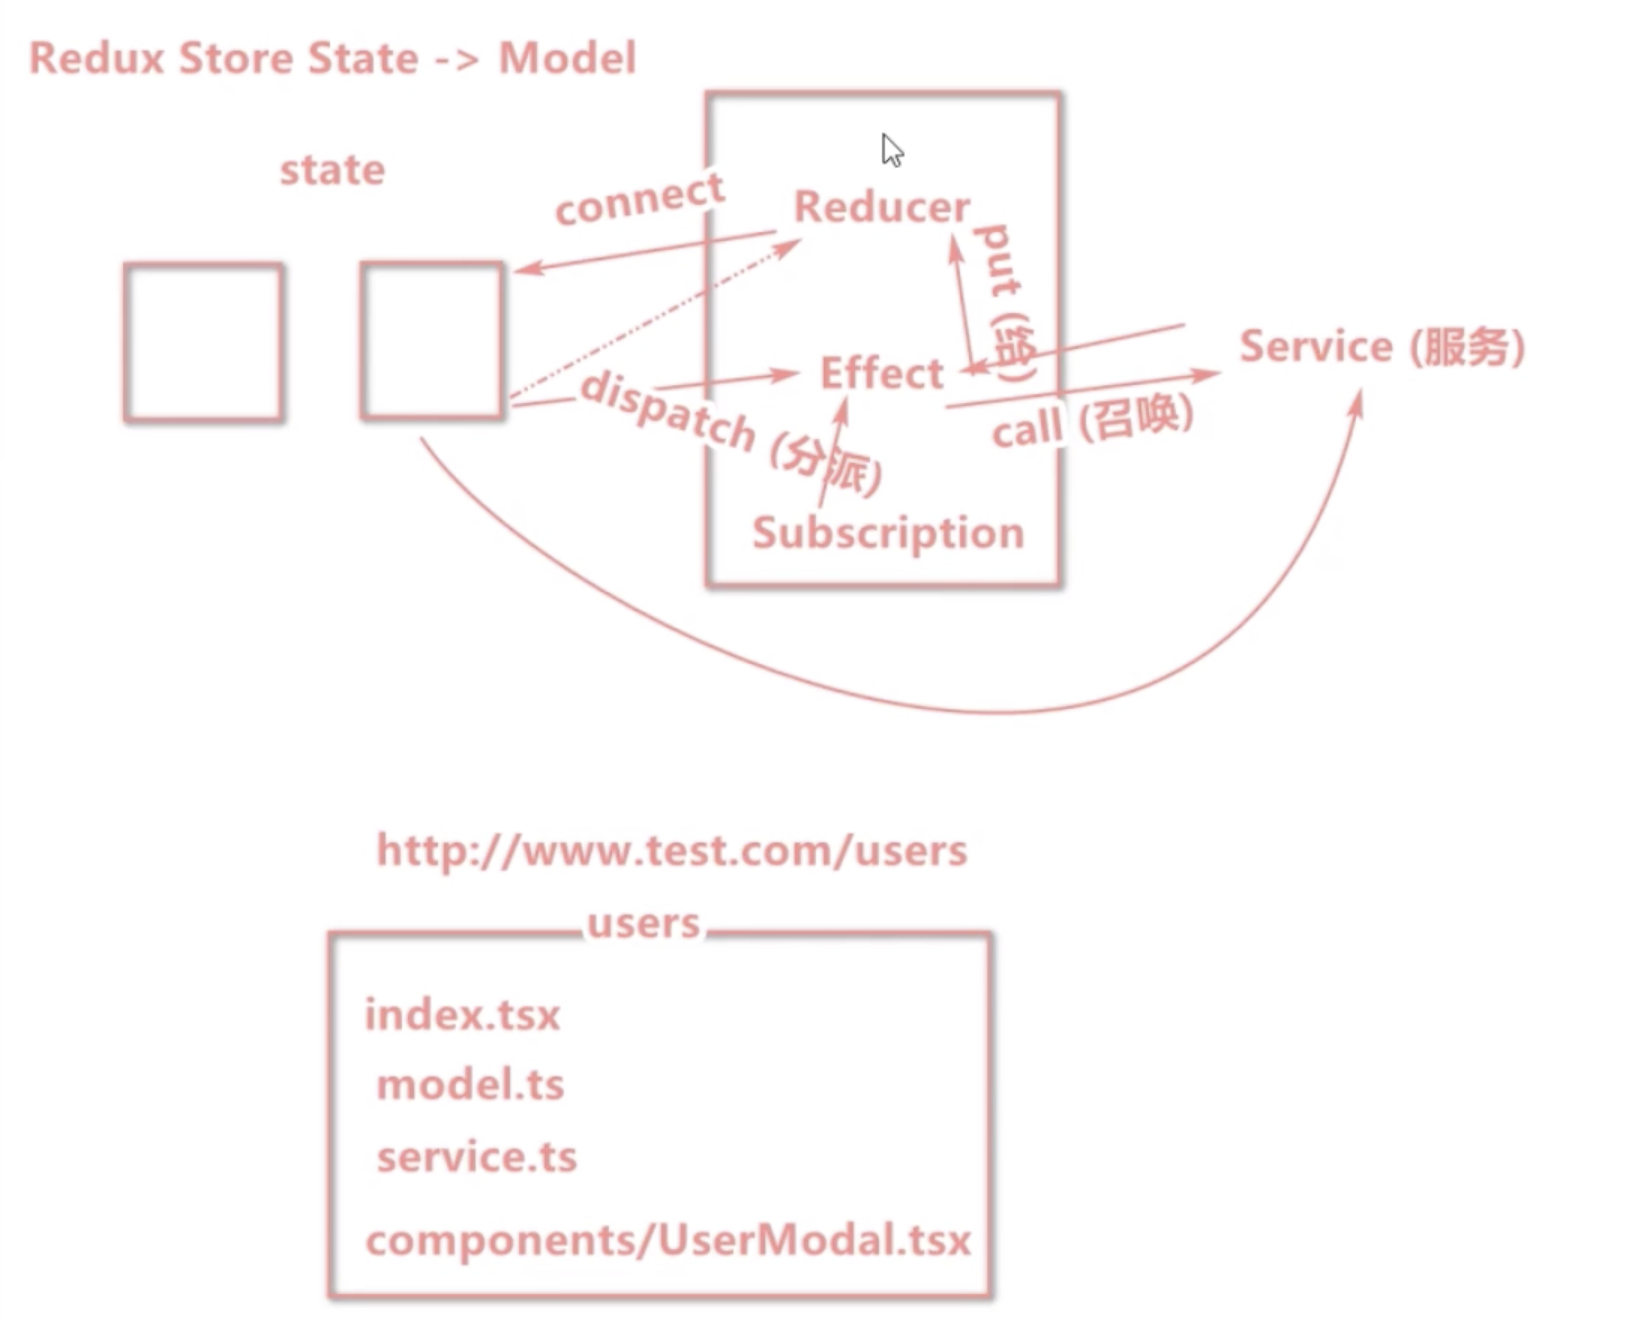 Redux Store State -> Model
state
connect
Reducer
put (给)
Effect
Service (服务)
dispatch (分派)
call (召唤)
Subscription
http://www.test.com/users
users
index.tsx
model.ts
service.ts
components/UserModal.tsx